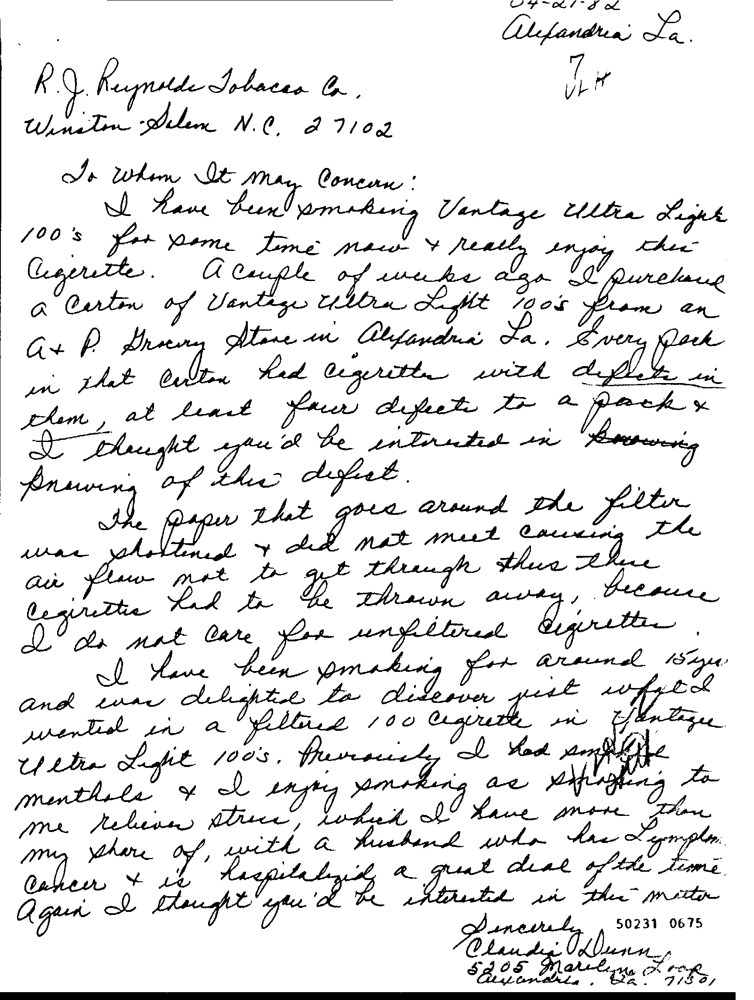 04-21-82
Alexandria La.
R.J. Reynolds Tobacco Co.
Winston-Salem N.C. 27102
To Whom It May Concern:
I have been smoking Vantage Ultra Light
100's for some time now & really enjoy this
Cigerette. A couple of weeks ago I purchased
a Carton of Vantage Ultra Light 100's from an
A & P. Grocery Store in Alexandria La. Every pack
in that carton had cigerettes with defects in
them, at least four defects to a pack &
I thought you'd be interested in knowing
knowing of this defect.
The paper that goes around the filter
was shortened & did not meet causing the
air flow not to get through thus these
cegirettes had to be thrown away, because
I do not care for unfiltered cigerettes.
I have been smoking for around 15 yrs.
and was delighted to discover just what I
wanted in a filtered 100 cegerette in Vantage
Ultra Light 100's. Previously I had smoked
menthols & I enjoy smoking as smoking to
me relieves stress, which I have more than
my share of, with a husband who has Lymphom
Cancer & is hospitalized a great deal of the time.
Again I thought you'd be interested in this matter
Sincerely
50231 0675
Claudia Dunn
5205 Marilyn Loop
Alexandria, La. 71301